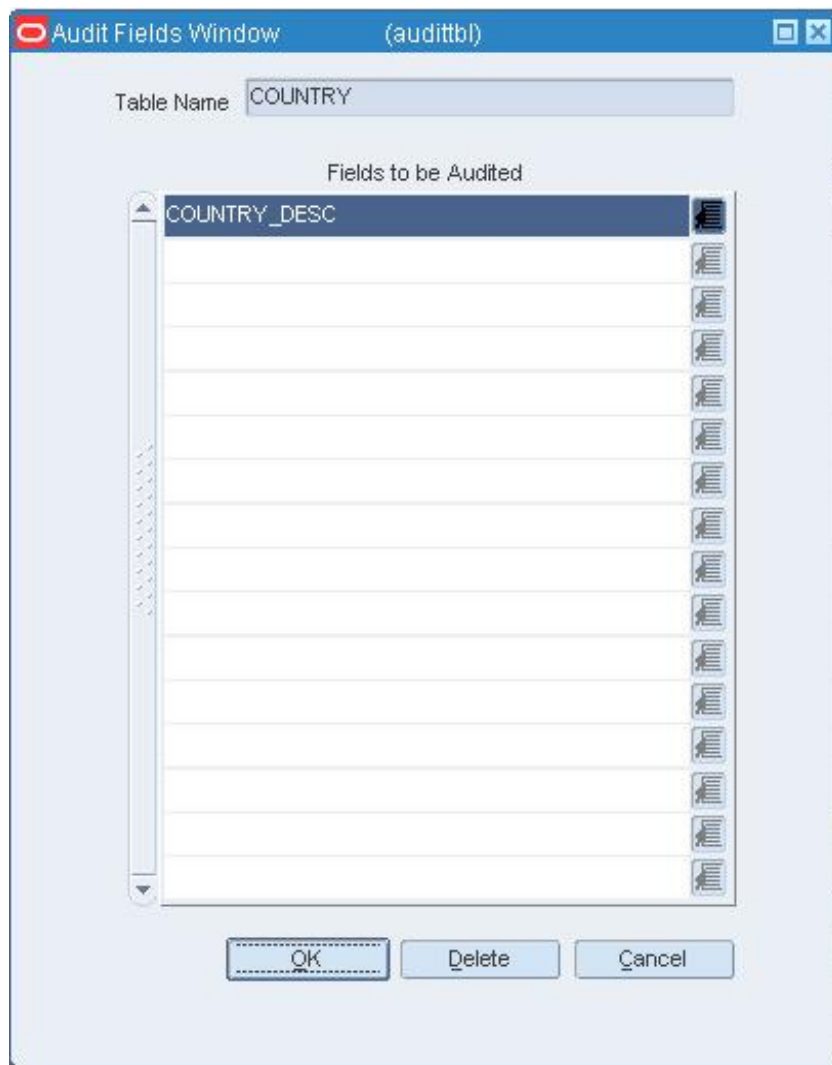 Audit Fields Window (audittbl)
Table Name COUNTRY
Fields to be Audited
COUNTRY_DESC
OK Delete Cancel